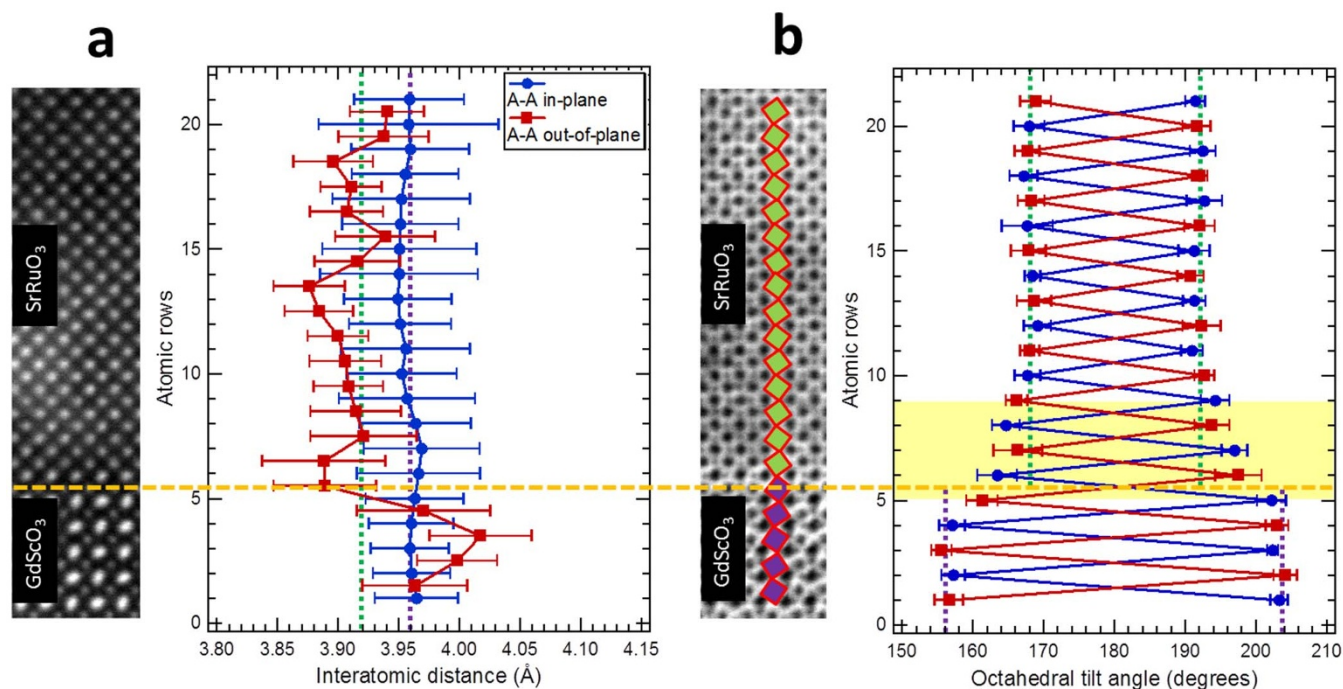 a
SrRuO₃
GdScO₃
Atomic rows
20
15
10
5
0
A-A in-plane
A-A out-of-plane
3.80 3.85 3.90 3.95 4.00 4.05 4.10 4.15
Interatomic distance (Å)
b
SrRuO₃
GdScO₃
Atomic rows
20
15
10
5
0
150 160 170 180 190 200 210
Octahedral tilt angle (degrees)